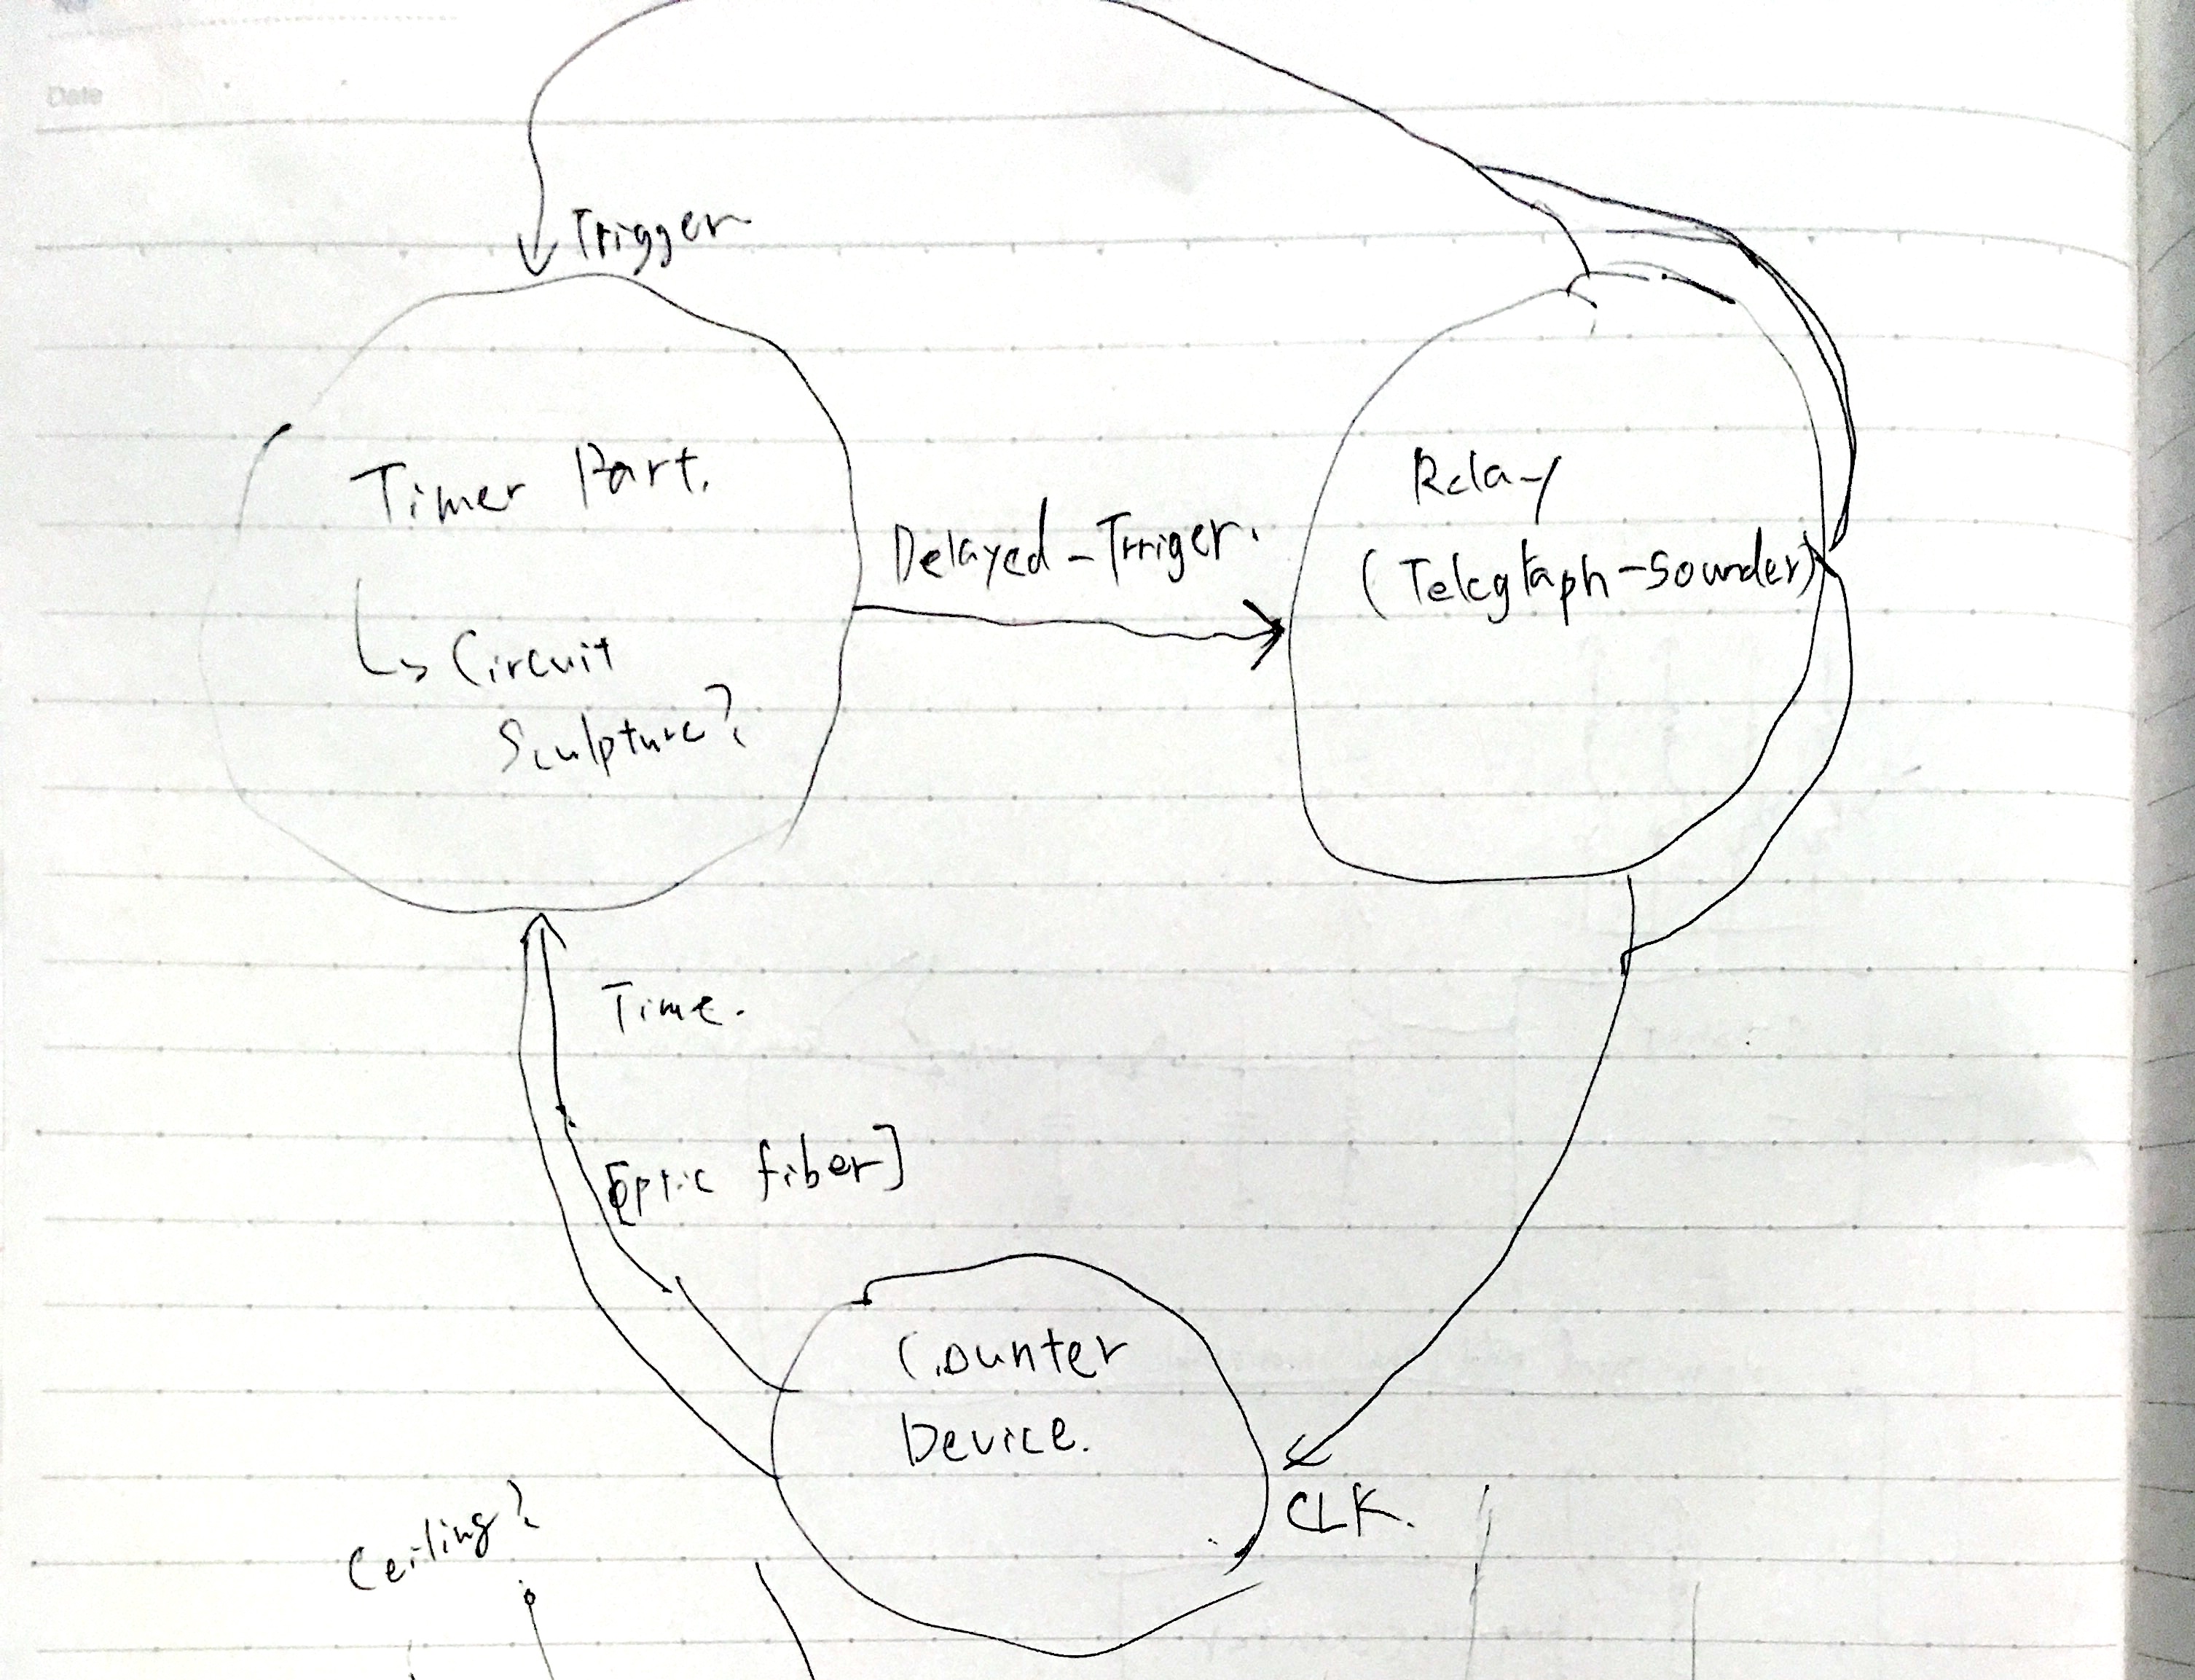 Date
Trigger
Timer Part.
↳ Circuit
Sculpture?
Delayed-Trriger.
Relay
(Telegraph-Sounder)
Time.
[Optic fiber]
Counter
Device.
CLK.
Ceiling?